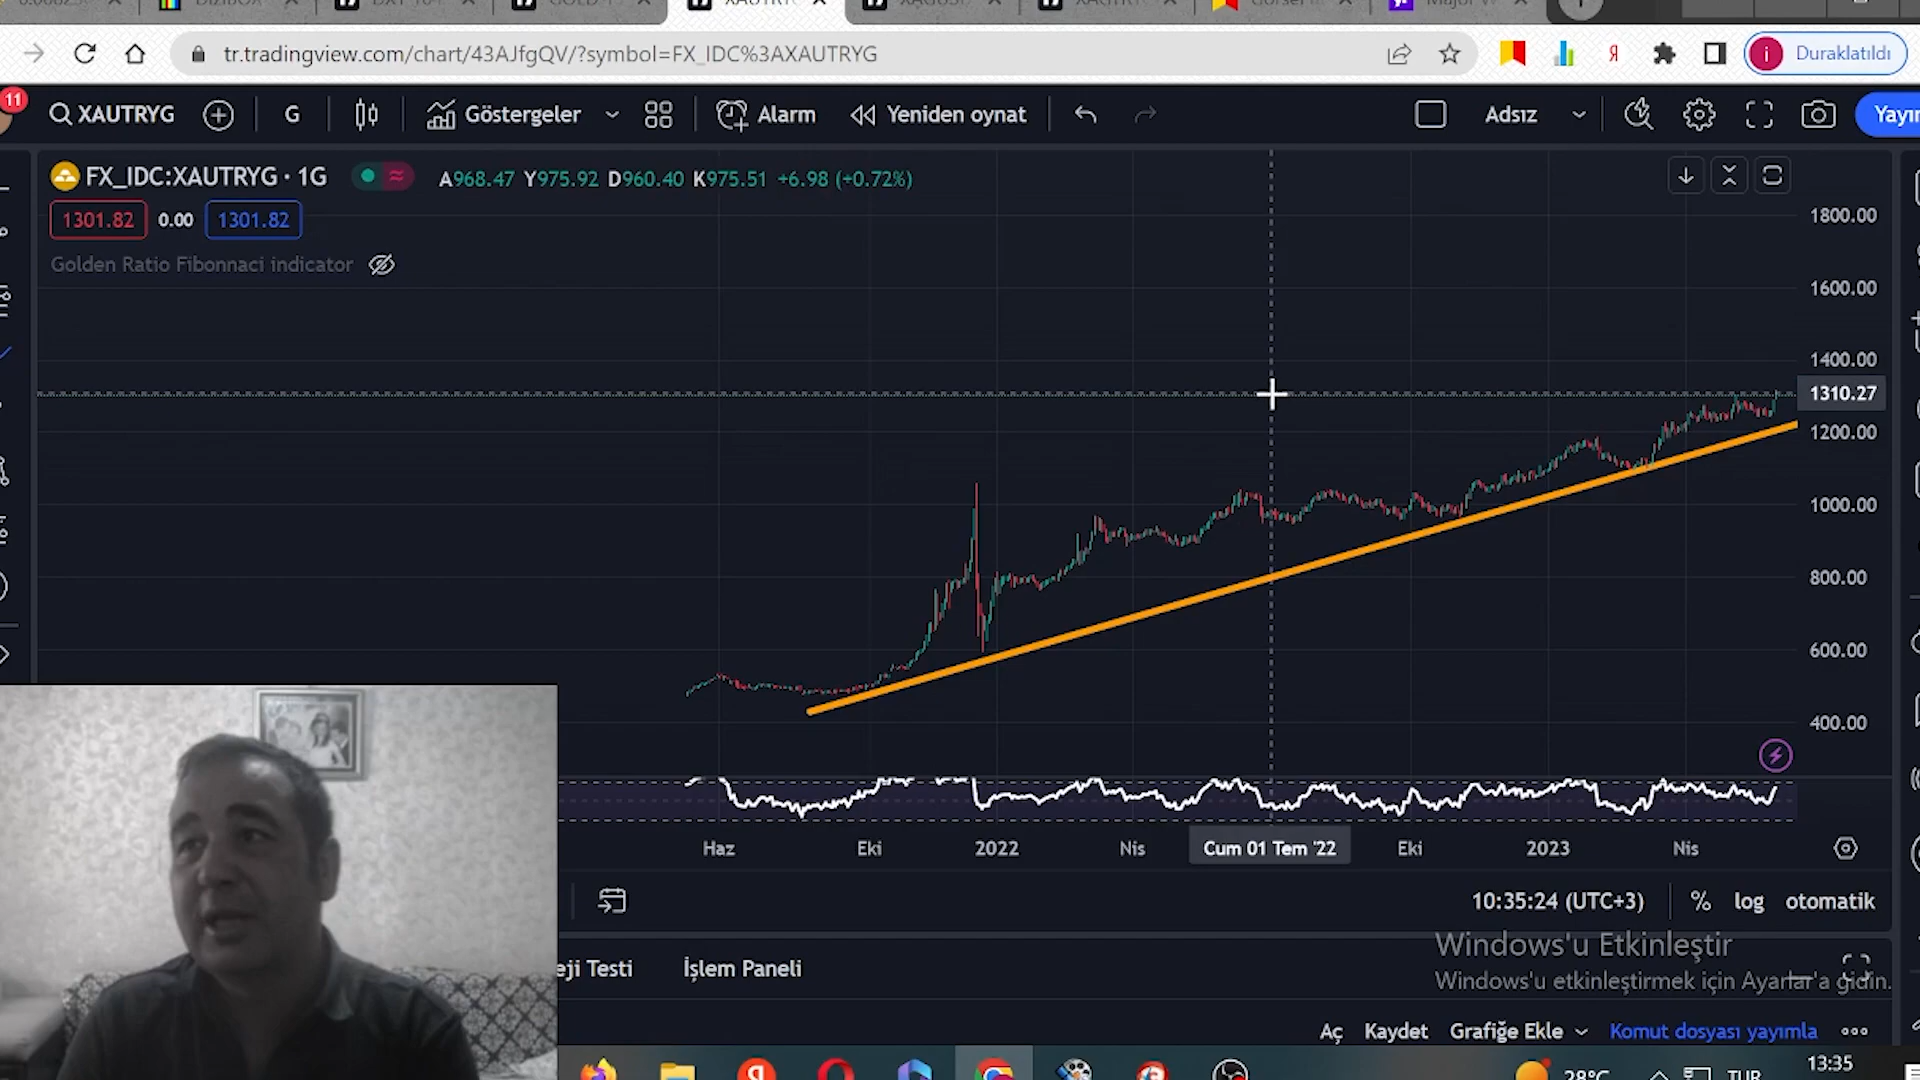 tr.tradingview.com/chart/43AJfgQV/?symbol=FX_IDC%3AXAUTRYG
Duraklatıldı
11
XAUTRYG
G
Göstergeler
Alarm
Yeniden oynat
Adsız
FX_IDC:XAUTRYG · 1G
A968.47 Y975.92 D960.40 K975.51 +6.98 (+0.72%)
1301.82 0.00 1301.82
Golden Ratio Fibonnaci indicator
1800.00
1600.00
1400.00
1310.27
1200.00
1000.00
800.00
600.00
400.00
Haz Eki 2022 Nis Cum 01 Tem '22 Eki 2023 Nis
10:35:24 (UTC+3) % log otomatik
Windows'u Etkinleştir
Windows'u etkinleştirmek için Ayarlar'a gidin.
eji Testi İşlem Paneli
Aç Kaydet Grafiğe Ekle Komut dosyası yayımla
28°C TUR 13:35